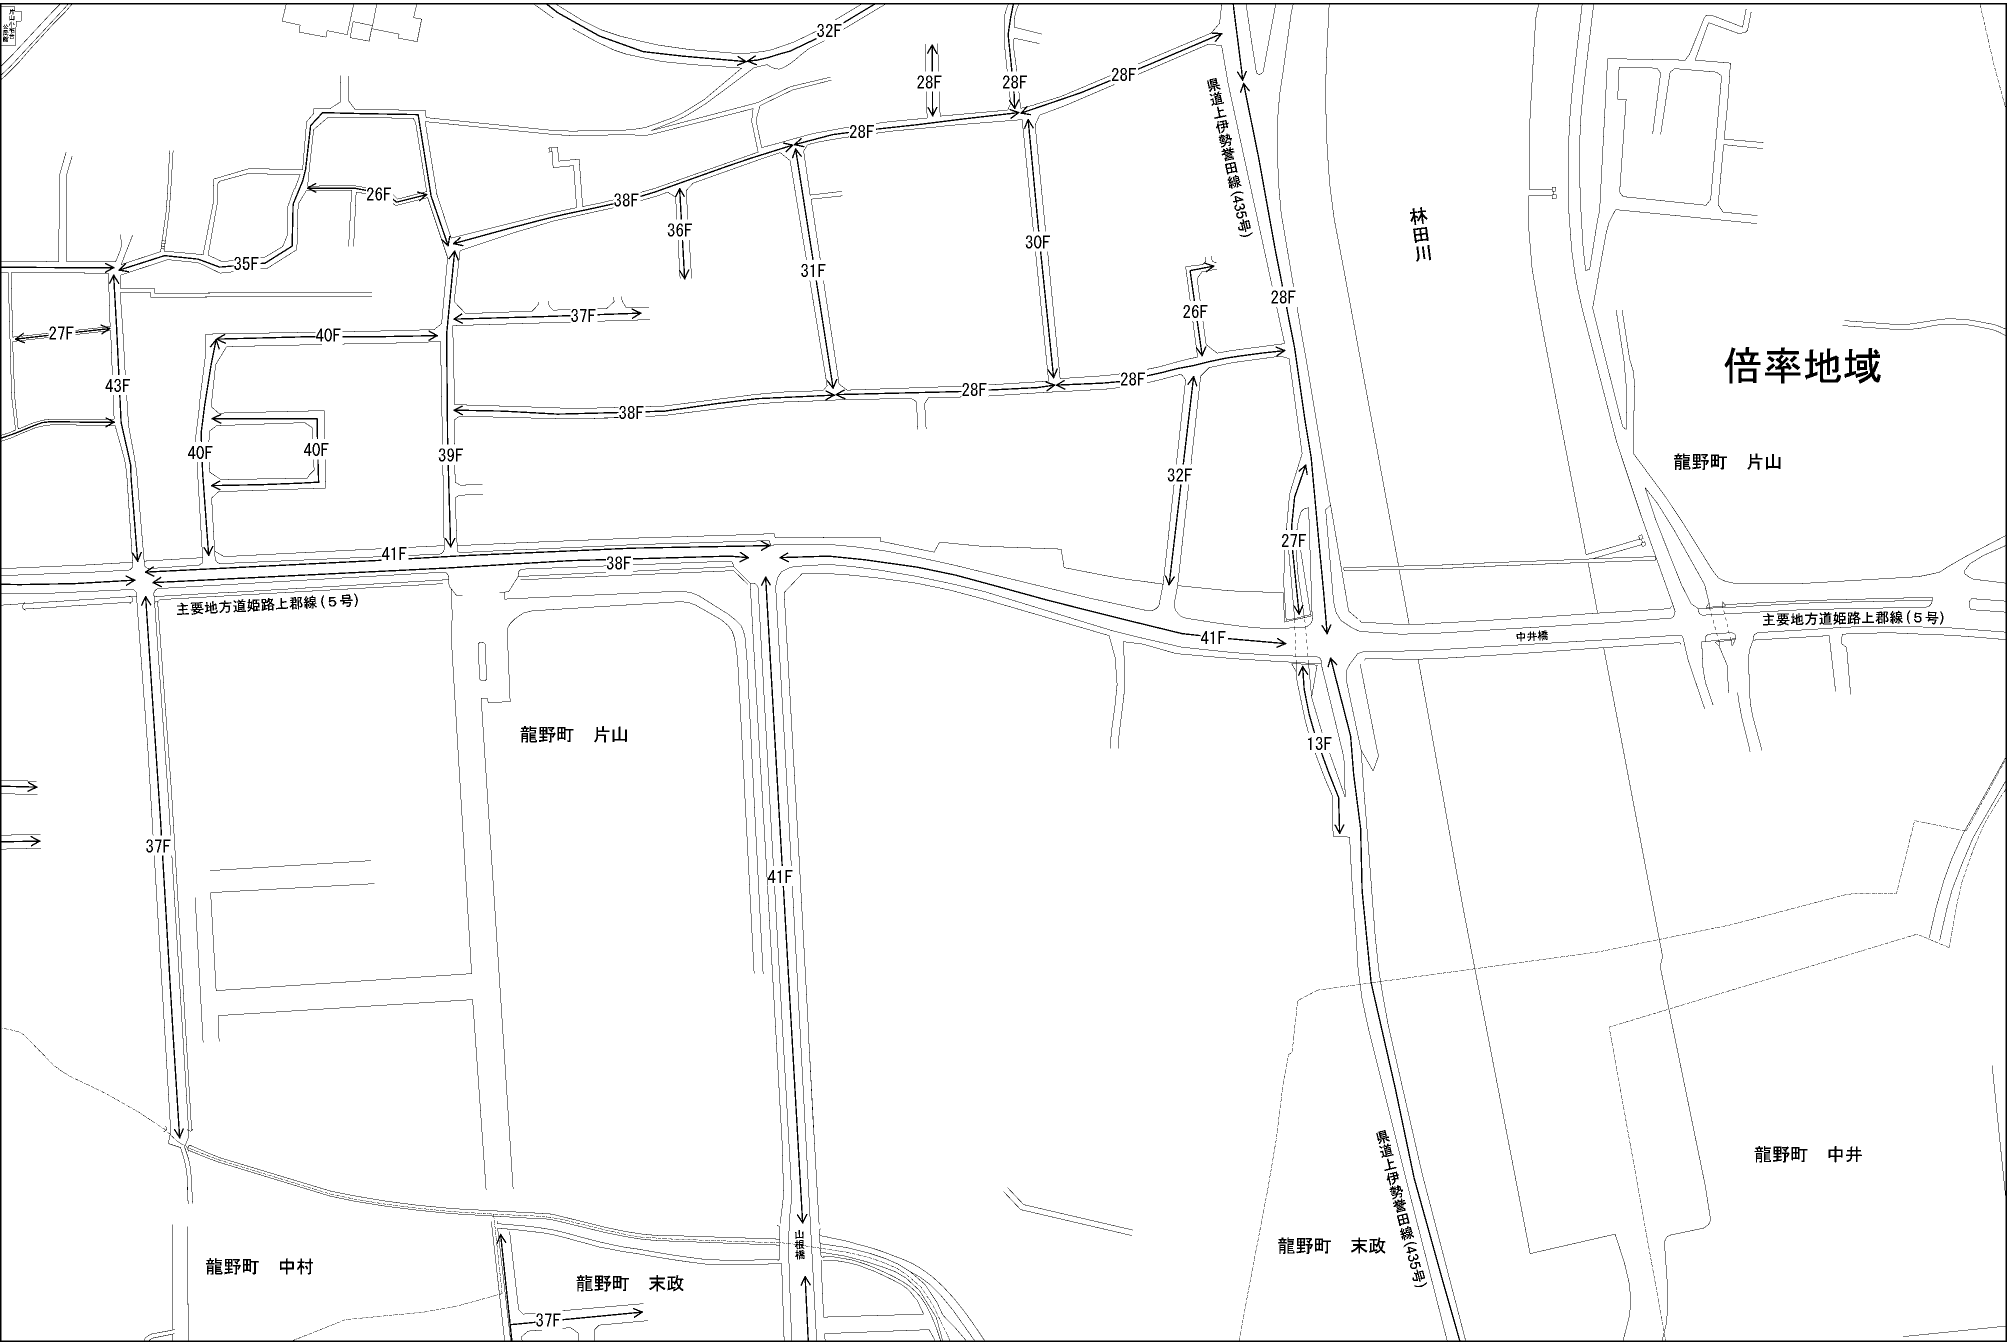 32F
28F
28F
28F
28F
県道上伊勢誉田線(435号)
26F
38F
36F
30F
林田川
35F
31F
28F
26F
37F
27F
40F
43F
倍率地域
28F
28F
38F
40F
40F
39F
龍野町 片山
32F
27F
41F
38F
主要地方道姫路上郡線(5号)
主要地方道姫路上郡線(5号)
41F
中井橋
龍野町 片山
13F
37F
41F
県道上伊勢誉田線(435号)
龍野町 中井
山根橋
龍野町 末政
龍野町 中村
龍野町 末政
37F